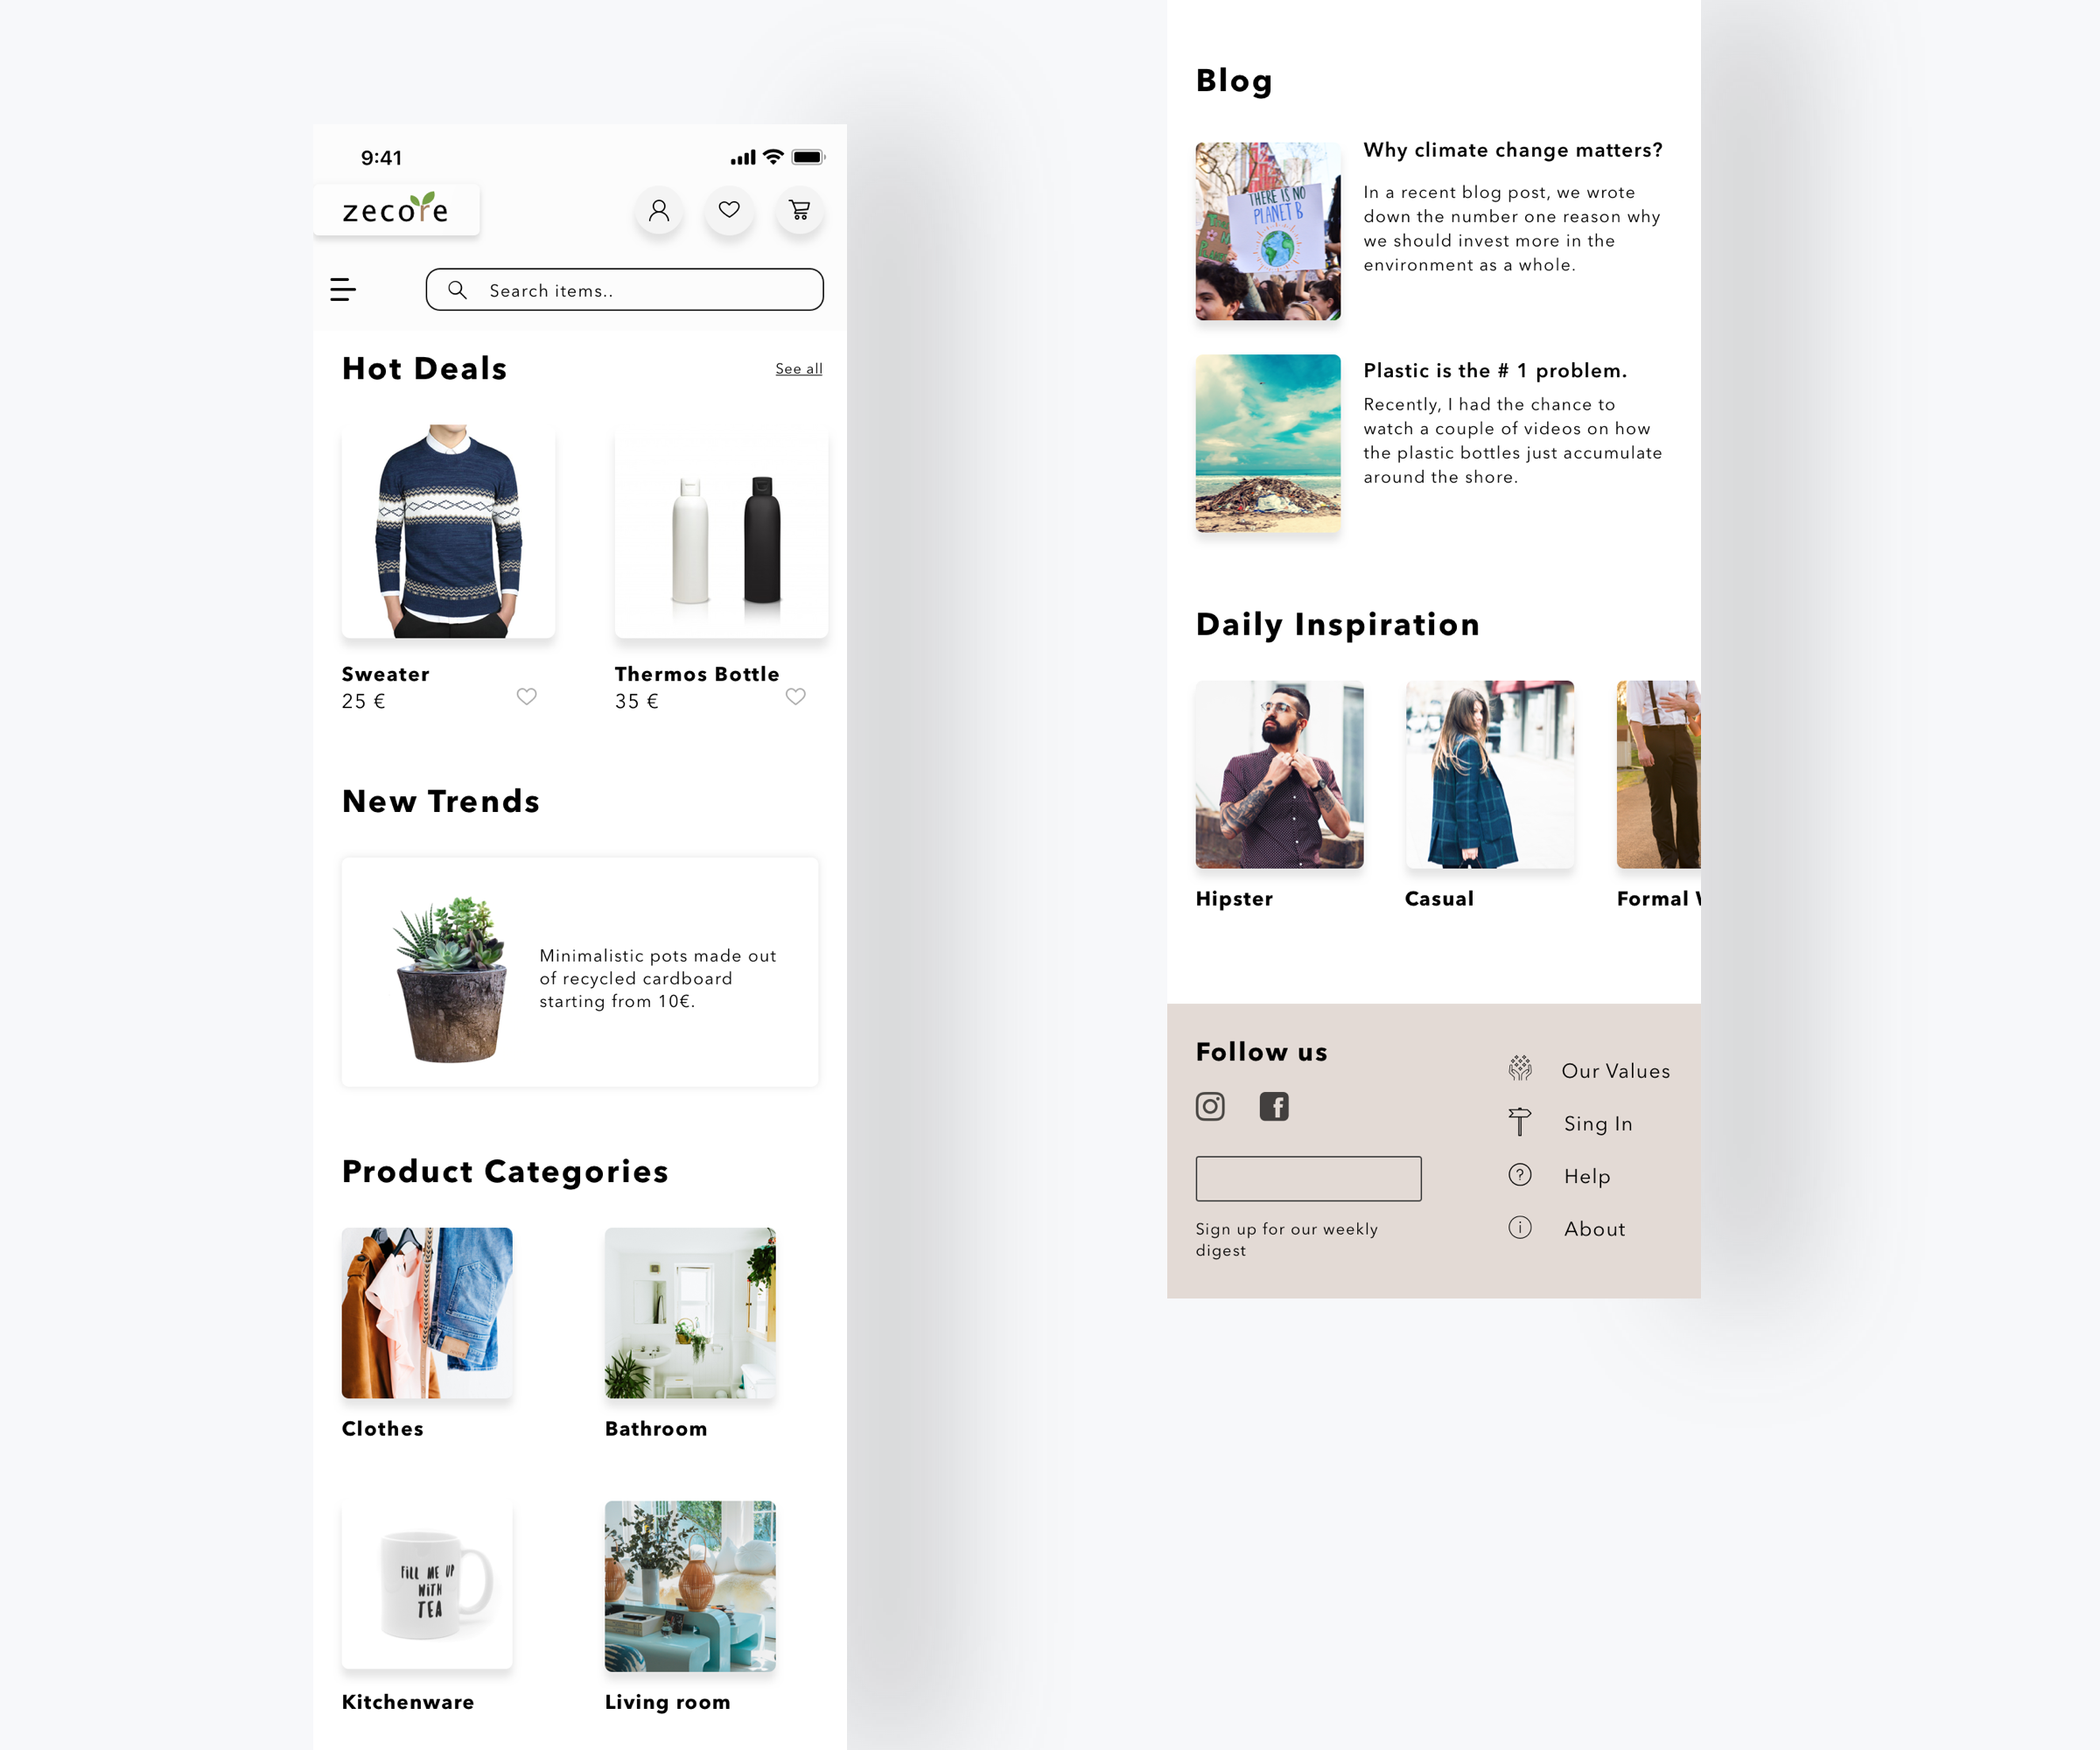 9:41
zecore
Search items..
Hot Deals
See all
Sweater
25 €
Thermos Bottle
35 €
New Trends
Minimalistic pots made out
of recycled cardboard
starting from 10€.
Product Categories
Clothes
Bathroom
FiLL ME UP
WiTH
TEA
Kitchenware
Living room
Blog
THERE IS NO
PLANET B
Why climate change matters?
In a recent blog post, we wrote
down the number one reason why
we should invest more in the
environment as a whole.
Plastic is the # 1 problem.
Recently, I had the chance to
watch a couple of videos on how
the plastic bottles just accumulate
around the shore.
Daily Inspiration
Hipster
Casual
Formal
Follow us
Sign up for our weekly
digest
Our Values
Sing In
Help
About